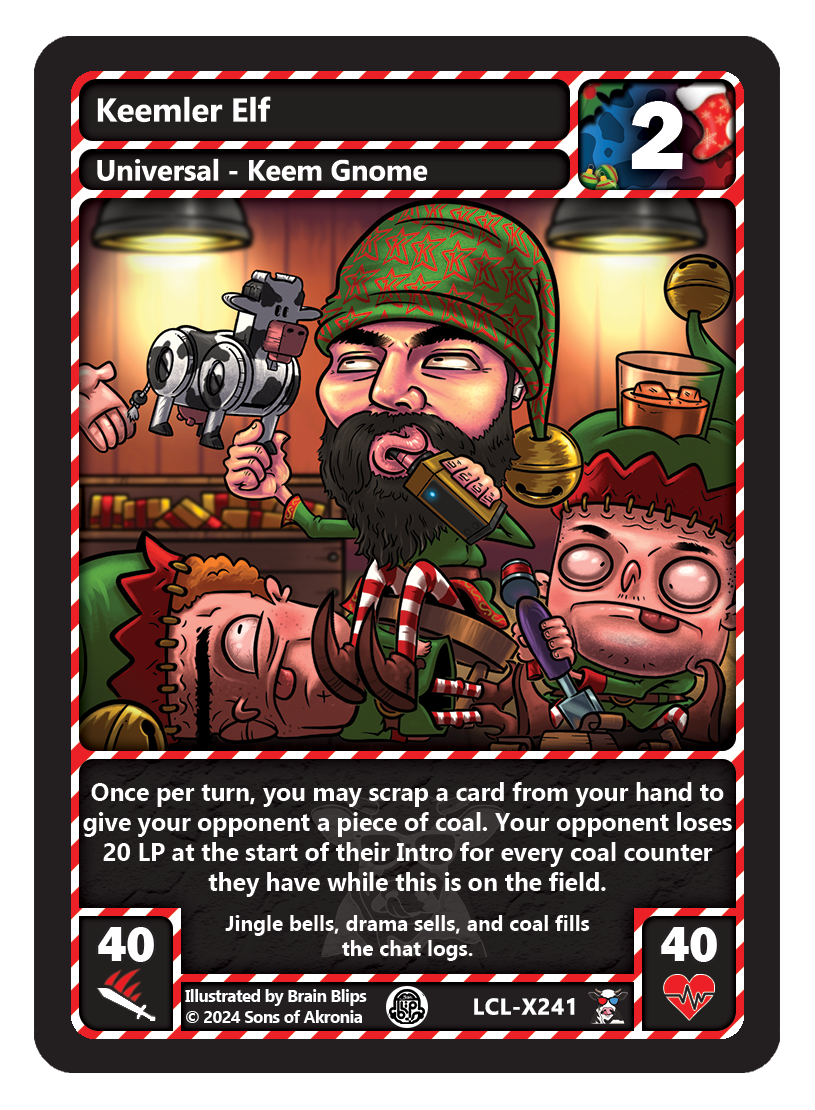 Keemler Elf
2
Universal - Keem Gnome
Once per turn, you may scrap a card from your hand to
give your opponent a piece of coal. Your opponent loses
20 LP at the start of their Intro for every coal counter
they have while this is on the field.
Jingle bells, drama sells, and coal fills
the chat logs.
40
40
Illustrated by Brain Blips
© 2024 Sons of Akronia
LCL-X241